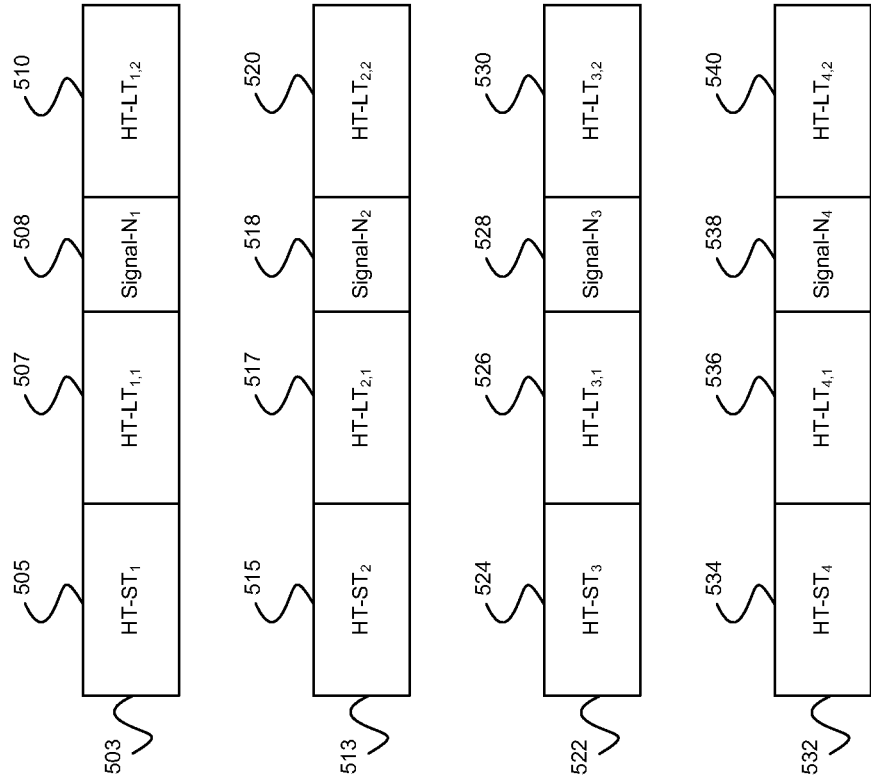 505 507 508 510
503 HT-ST₁ HT-LT₁,₁ Signal-N₁ HT-LT₁,₂
515 517 518 520
513 HT-ST₂ HT-LT₂,₁ Signal-N₂ HT-LT₂,₂
524 526 528 530
522 HT-ST₃ HT-LT₃,₁ Signal-N₃ HT-LT₃,₂
534 536 538 540
532 HT-ST₄ HT-LT₄,₁ Signal-N₄ HT-LT₄,₂